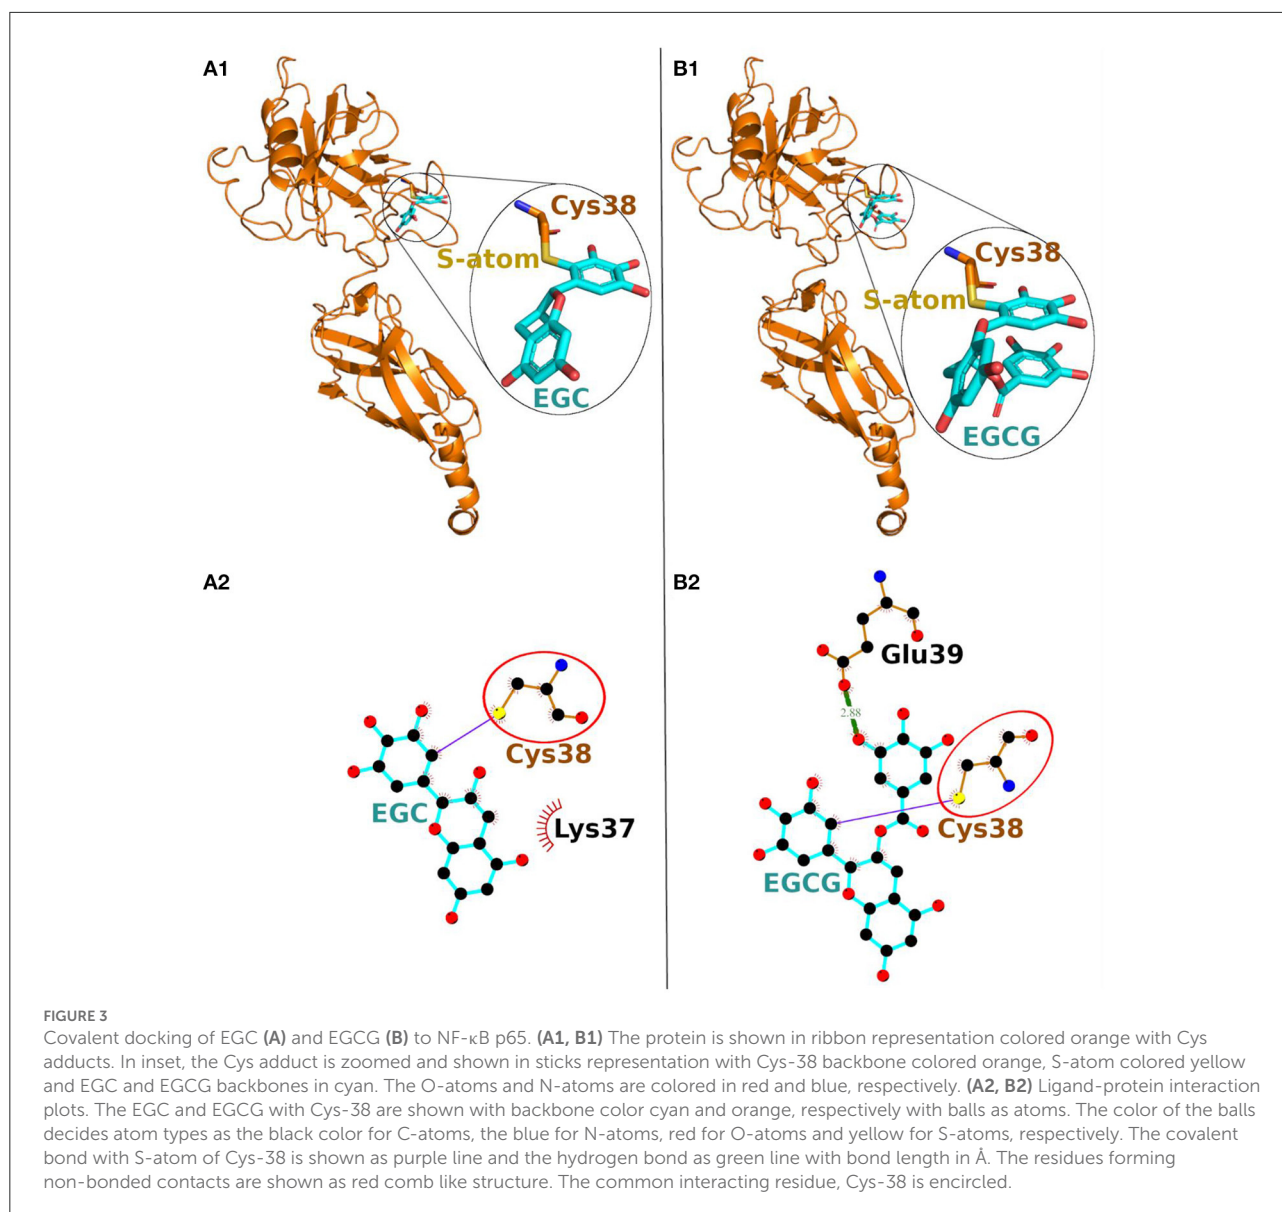 A1
B1
Cys38
S-atom
EGC
Cys38
S-atom
EGCG
A2
B2
Glu39
2.88
Cys38
EGC
Lys37
Cys38
EGCG
FIGURE 3
Covalent docking of EGC (A) and EGCG (B) to NF-κB p65. (A1, B1) The protein is shown in ribbon representation colored orange with Cys
adducts. In inset, the Cys adduct is zoomed and shown in sticks representation with Cys-38 backbone colored orange, S-atom colored yellow
and EGC and EGCG backbones in cyan. The O-atoms and N-atoms are colored in red and blue, respectively. (A2, B2) Ligand-protein interaction
plots. The EGC and EGCG with Cys-38 are shown with backbone color cyan and orange, respectively with balls as atoms. The color of the balls
decides atom types as the black color for C-atoms, the blue for N-atoms, red for O-atoms and yellow for S-atoms, respectively. The covalent
bond with S-atom of Cys-38 is shown as purple line and the hydrogen bond as green line with bond length in Å. The residues forming
non-bonded contacts are shown as red comb like structure. The common interacting residue, Cys-38 is encircled.